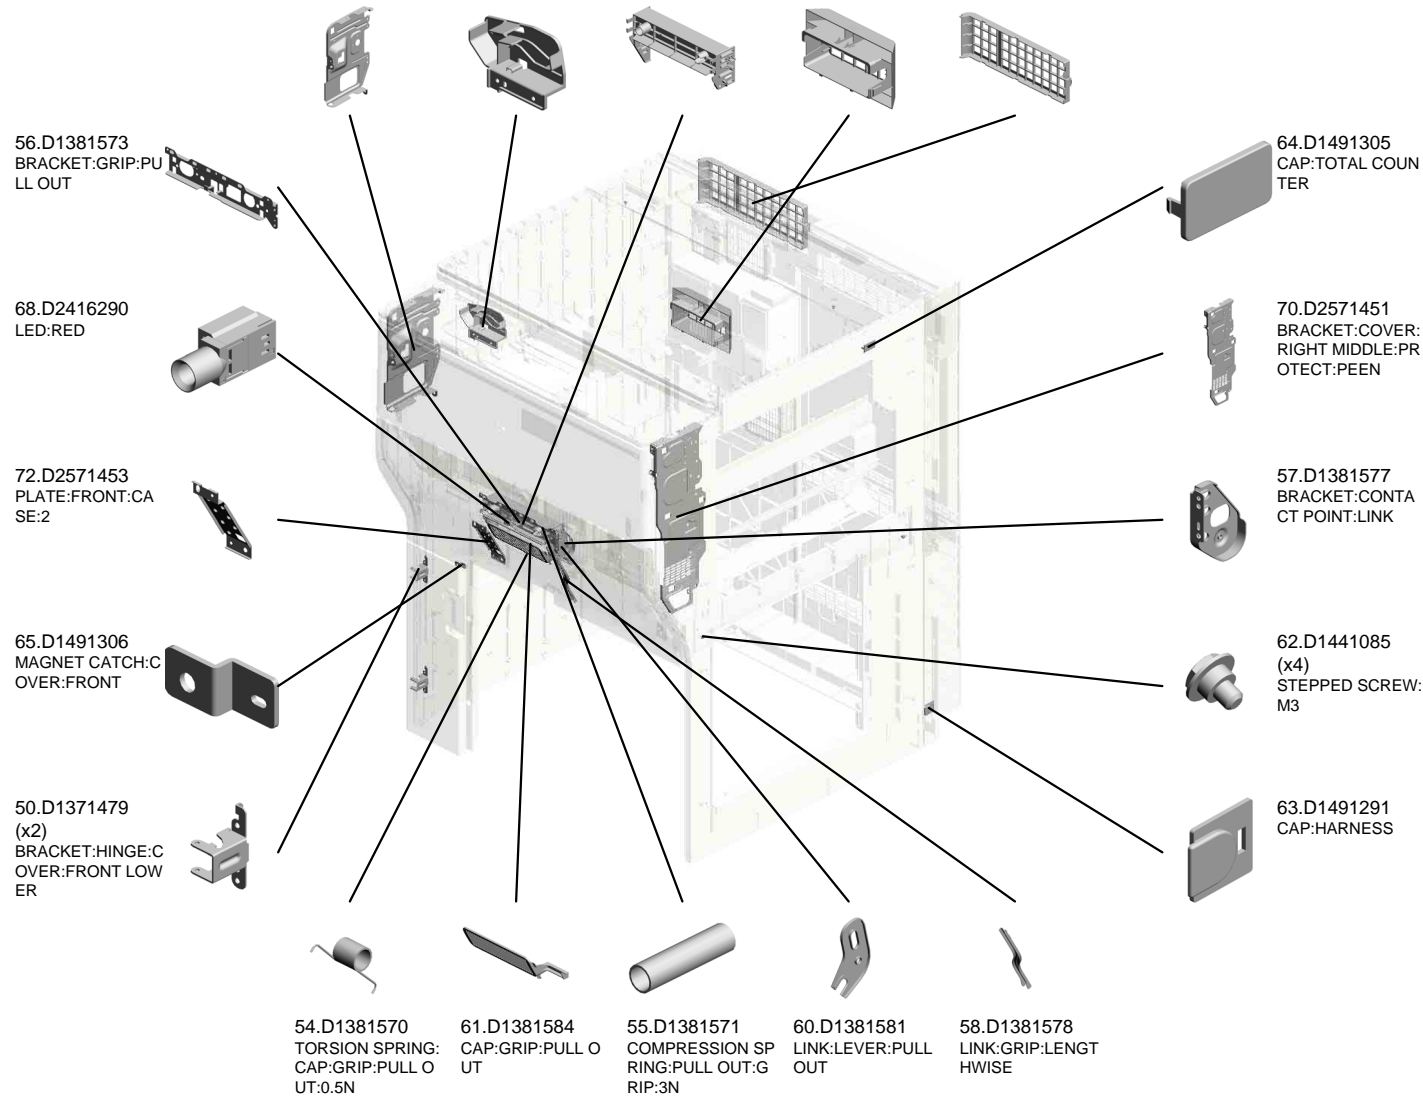 56.D1381573
BRACKET:GRIP:PU
LL OUT
68.D2416290
LED:RED
72.D2571453
PLATE:FRONT:CA
SE:2
65.D1491306
MAGNET CATCH:C
OVER:FRONT
50.D1371479
(x2)
BRACKET:HINGE:C
OVER:FRONT LOW
ER
54.D1381570
TORSION SPRING:
CAP:GRIP:PULL O
UT:0.5N
61.D1381584
CAP:GRIP:PULL O
UT
55.D1381571
COMPRESSION SP
RING:PULL OUT:G
RIP:3N
60.D1381581
LINK:LEVER:PULL
OUT
58.D1381578
LINK:GRIP:LENGT
HWISE
64.D1491305
CAP:TOTAL COUN
TER
70.D2571451
BRACKET:COVER:
RIGHT MIDDLE:PR
OTECT:PEEN
57.D1381577
BRACKET:CONTA
CT POINT:LINK
62.D1441085
(x4)
STEPPED SCREW:
M3
63.D1491291
CAP:HARNESS